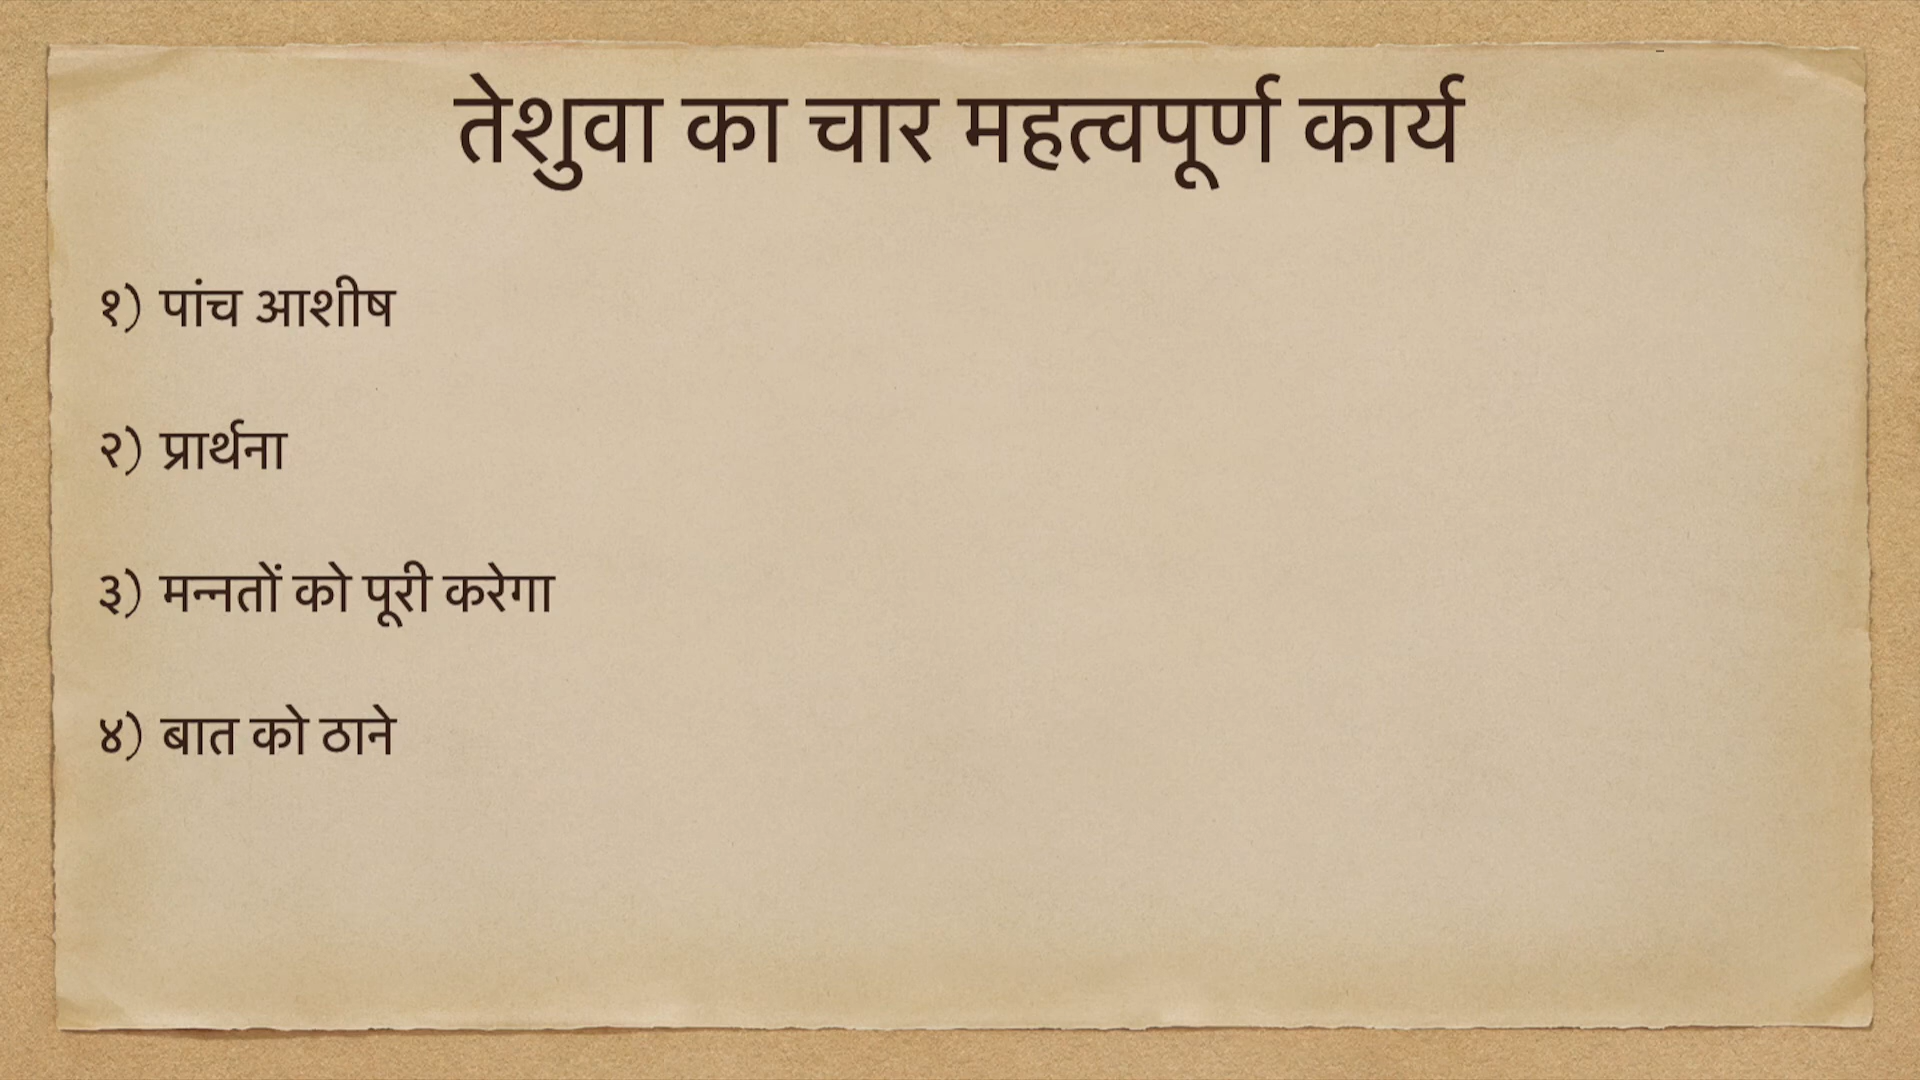 तेशुवा का चार महत्वपूर्ण कार्य
१) पांच आशीष
२) प्रार्थना
३) मन्नतों को पूरी करेगा
४) बात को ठाने